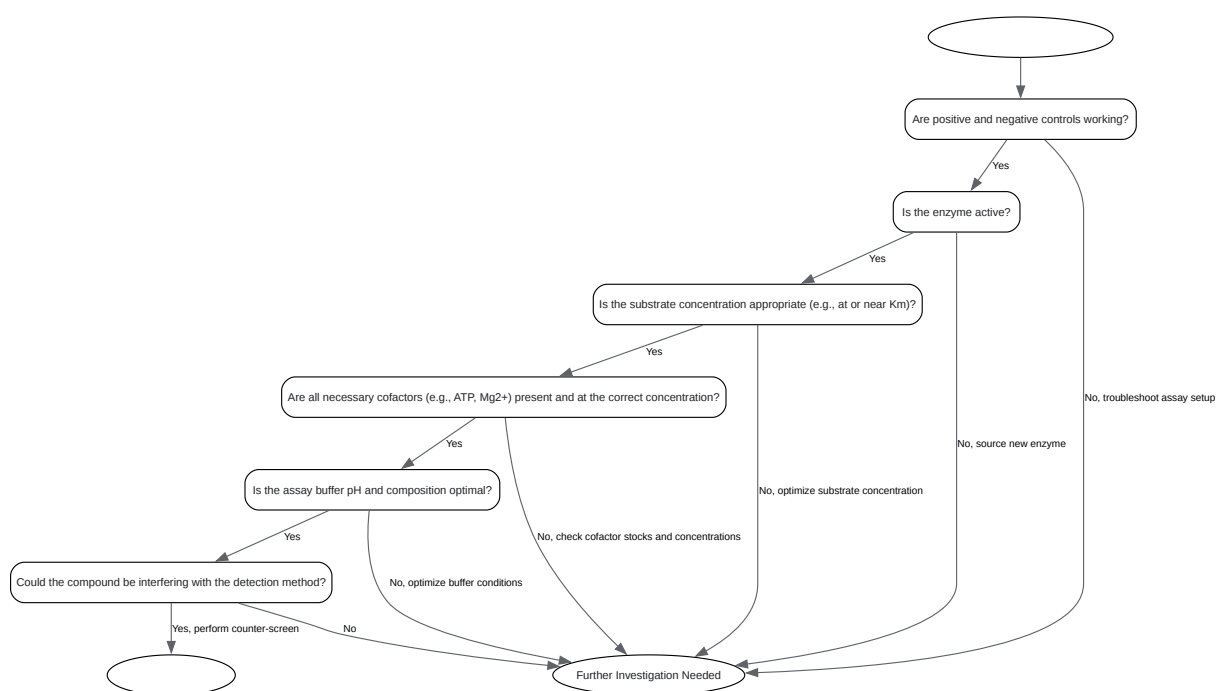 Are positive and negative controls working?
Yes
Is the enzyme active?
Yes
Is the substrate concentration appropriate (e.g., at or near Km)?
Yes
Are all necessary cofactors (e.g., ATP, Mg2+) present and at the correct concentration?
No, troubleshoot assay setup
Yes
No, source new enzyme
Is the assay buffer pH and composition optimal?
No, optimize substrate concentration
Yes
No, check cofactor stocks and concentrations
Could the compound be interfering with the detection method?
No, optimize buffer conditions
Yes, perform counter-screen
No
Further Investigation Needed